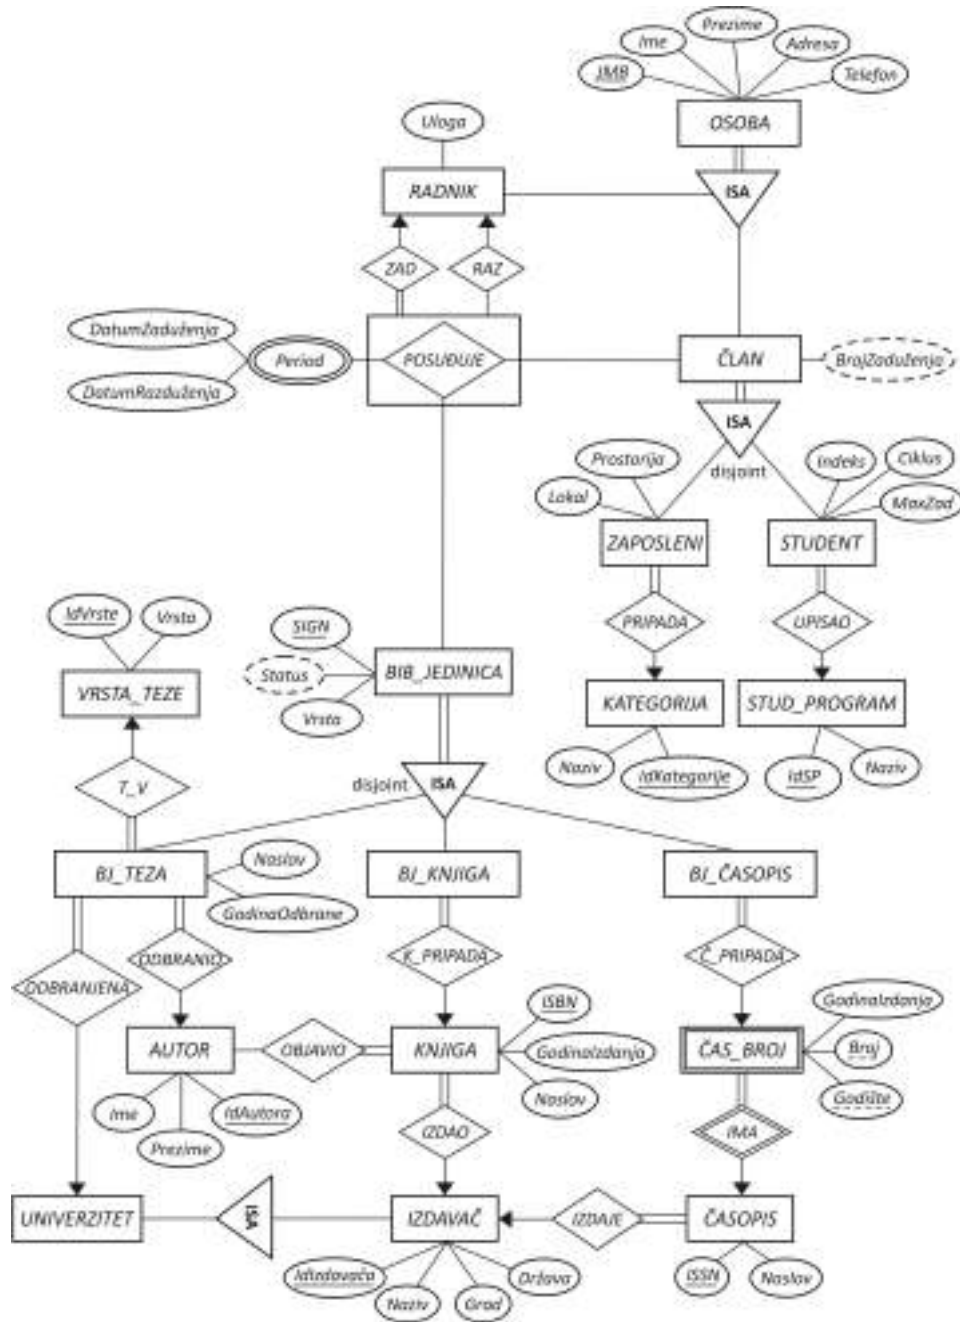 Prezime
Ime
Adresa
JMB
Telefon
OSOBA
Uloga
ISA
RADNIK
ZAD
RAZ
DatumZaduženja
Period
POSUĐUJE
ČLAN
BrojZaduženja
DatumRazduženja
ISA
disjoint
Prostorija
Lokal
Indeks
Ciklus
MaxZad
ZAPOSLENI
STUDENT
PRIPADA
UPISAO
IdVrste
Vrsta
SIGN
Status
Vrsta
BIB_JEDINICA
VRSTA_TEZE
KATEGORIJA
STUD_PROGRAM
Naziv
IdKategorije
IdSP
Naziv
disjoint
ISA
T_V
BJ_TEZA
Naslov
GodinaOdbrane
BJ_KNJIGA
BJ_ČASOPIS
ODBRANJENA
ODBRANIO
K_PRIPADA
Č_PRIPADA
ISBN
GodinaIzdanja
AUTOR
OBJAVIO
KNJIGA
GodinaIzdanja
Naslov
ČAS_BROJ
Broj
Godište
Ime
Prezime
IdAutora
IZDAO
IMA
UNIVERZITET
ISA
IZDAVAČ
IZDAJE
ČASOPIS
IdIzdavača
Naziv
Grad
Država
ISSN
Naslov